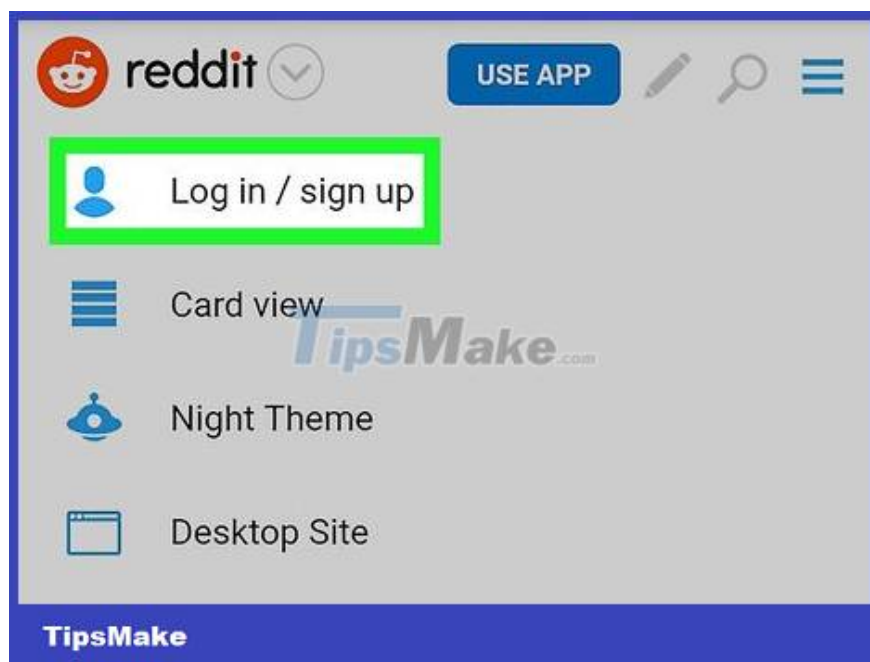 reddit USE APP
Log in / sign up
Card view
TipsMake.com
Night Theme
Desktop Site
TipsMake